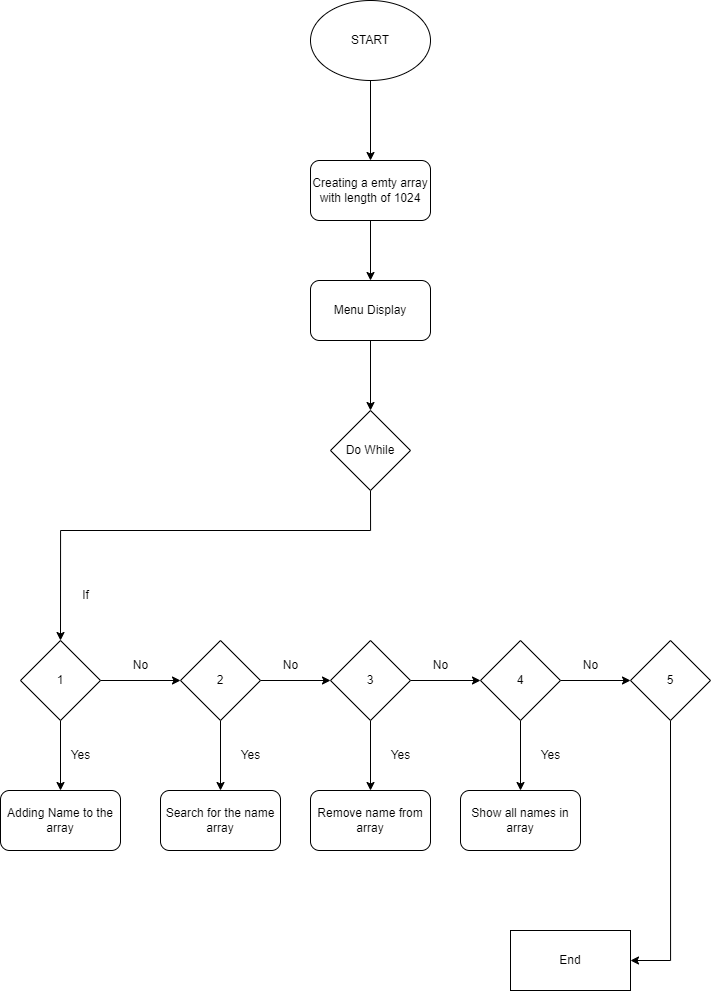 START
Creating a emty array
with length of 1024
Menu Display
Do While
If
1
No
2
No
3
No
4
No
5
Yes
Yes
Yes
Yes
Adding Name to the
array
Search for the name
array
Remove name from
array
Show all names in
array
End